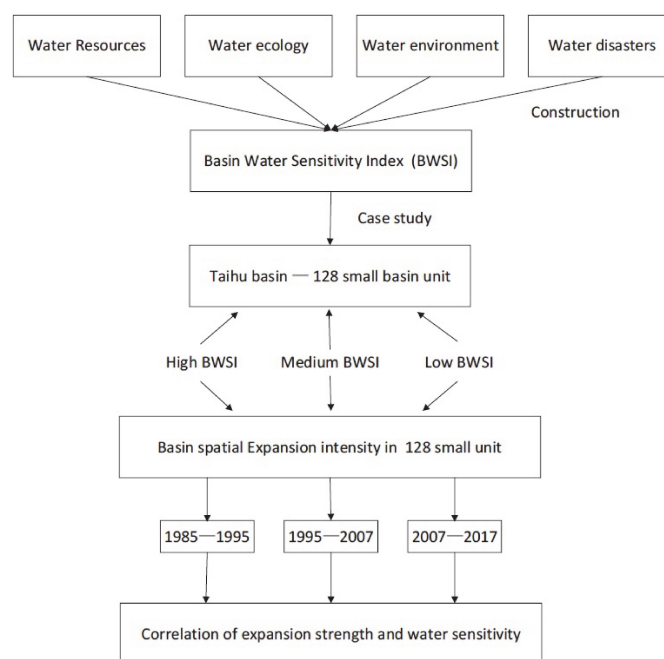 Water Resources
Water ecology
Water environment
Water disasters
Construction
Basin Water Sensitivity Index (BWSI)
Case study
Taihu basin — 128 small basin unit
High BWSI
Medium BWSI
Low BWSI
Basin spatial Expansion intensity in 128 small unit
1985—1995
1995—2007
2007—2017
Correlation of expansion strength and water sensitivity